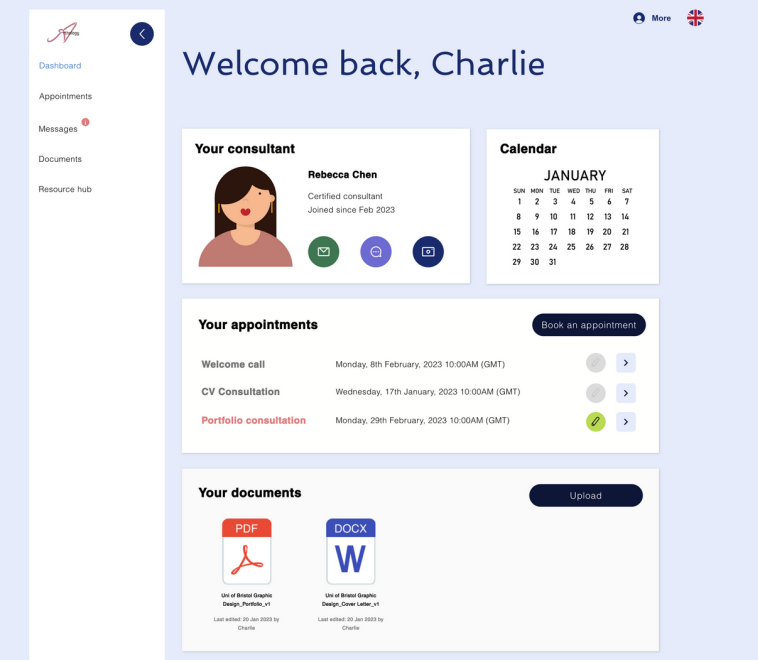 More
Dashboard
Appointments
Messages
Documents
Resource hub
Welcome back, Charlie
Your consultant
Rebecca Chen
Certified consultant
Joined since Feb 2023
Calendar
JANUARY
SUN MON TUE WED THU FRI SAT
1 2 3 4 5 6 7
8 9 10 11 12 13 14
15 16 17 18 19 20 21
22 23 24 25 26 27 28
29 30 31
Your appointments
Book an appointment
Welcome call Monday, 8th February, 2023 10:00AM (GMT)
CV Consultation Wednesday, 17th January, 2023 10:00AM (GMT)
Portfolio consultation Monday, 29th February, 2023 10:00AM (GMT)
Your documents
Upload
PDF
Uni of Bristol Graphic
Design_Portfolio_v1
Last edited: 20 Jan 2023 by
Charlie
DOCX
W
Uni of Bristol Graphic
Design_Cover Letter_v1
Last edited: 20 Jan 2023 by
Charlie